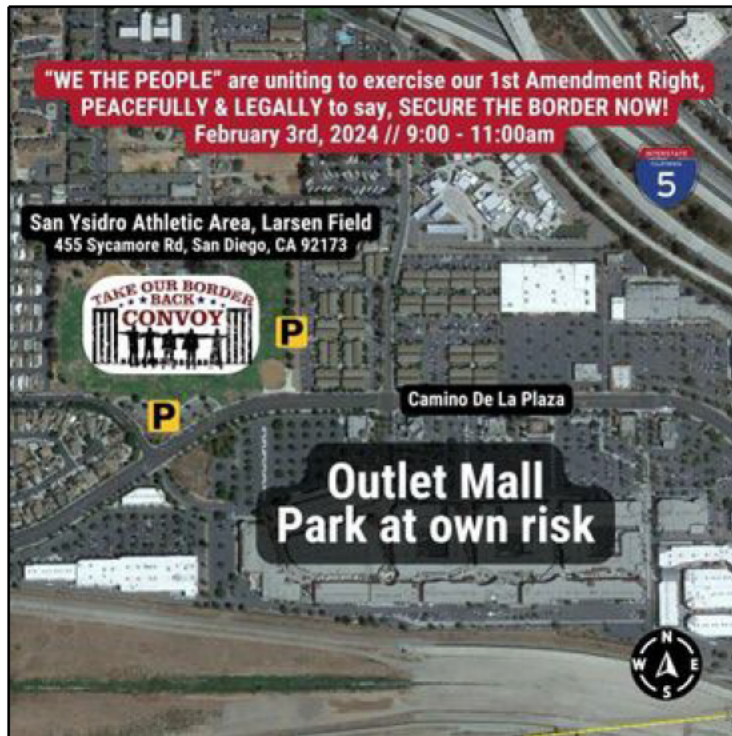 “WE THE PEOPLE” are uniting to exercise our 1st Amendment Right,
PEACEFULLY & LEGALLY to say, SECURE THE BORDER NOW!
February 3rd, 2024 // 9:00 - 11:00am
INTERSTATE
CALIFORNIA
5
San Ysidro Athletic Area, Larsen Field
455 Sycamore Rd, San Diego, CA 92173
TAKE OUR BORDER
BACK
CONVOY
P
P
Camino De La Plaza
Outlet Mall
Park at own risk
N
W E
S